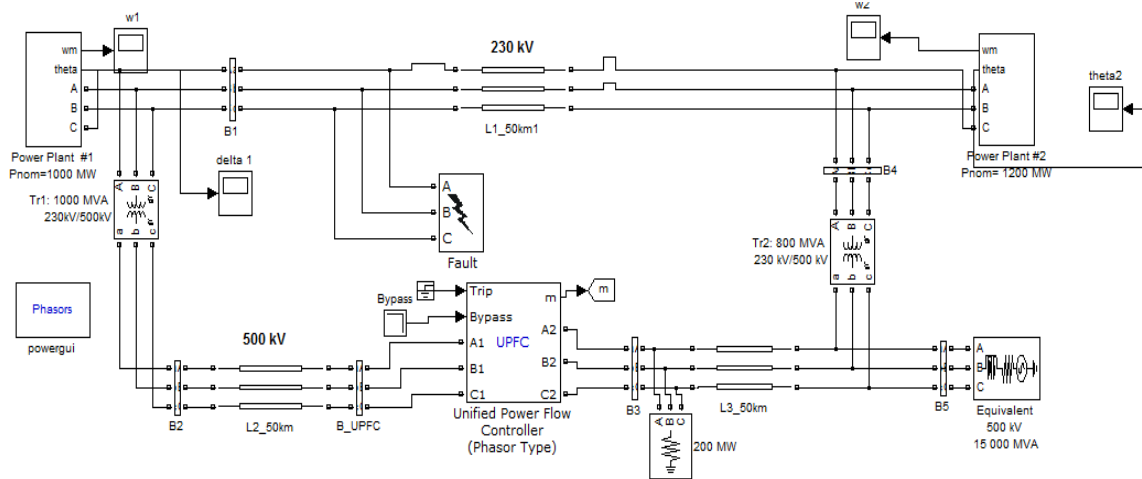 w1
w2
230 kV
wm
theta
A
B
C
Power Plant #1
Pnom=1000 MW
B1
L1_50km1
wm
theta
A
B
C
Power Plant #2
Pnom= 1200 MW
theta2
delta 1
B4
A B C
Tr1: 1000 MVA
230kV/500kV
a b c
A
B
C
Fault
A B C
Tr2: 800 MVA
230 kV/500 kV
a b c
Phasors
powergui
Bypass
Trip
Bypass
A1
B1
C1
UPFC
m
A2
B2
C2
m
500 kV
B2
L2_50km
B_UPFC
Unified Power Flow
Controller
(Phasor Type)
B3
A B C
200 MW
L3_50km
B5
A
B
C
Equivalent
500 kV
15 000 MVA